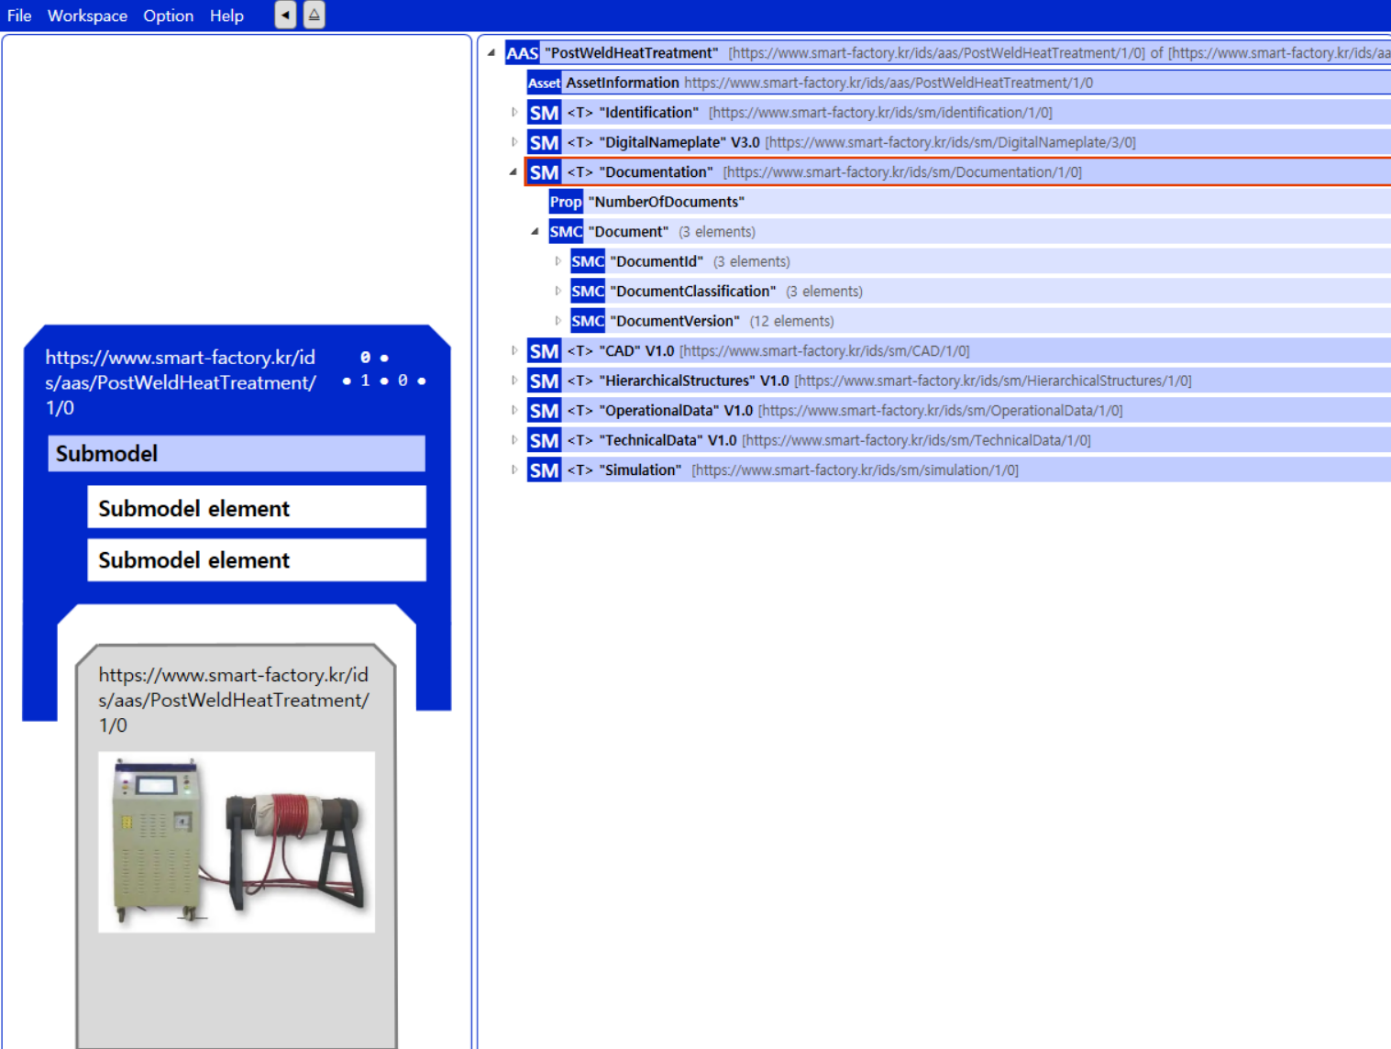 File Workspace Option Help
https://www.smart-factory.kr/id
s/aas/PostWeldHeatTreatment/
1/0
0
1 0
Submodel
Submodel element
Submodel element
https://www.smart-factory.kr/id
s/aas/PostWeldHeatTreatment/
1/0
AAS "PostWeldHeatTreatment" [https://www.smart-factory.kr/ids/aas/PostWeldHeatTreatment/1/0] of [https://www.smart-factory.kr/ids/aa
Asset AssetInformation https://www.smart-factory.kr/ids/aas/PostWeldHeatTreatment/1/0
SM <T> "Identification" [https://www.smart-factory.kr/ids/sm/identification/1/0]
SM <T> "DigitalNameplate" V3.0 [https://www.smart-factory.kr/ids/sm/DigitalNameplate/3/0]
SM <T> "Documentation" [https://www.smart-factory.kr/ids/sm/Documentation/1/0]
Prop "NumberOfDocuments"
SMC "Document" (3 elements)
SMC "DocumentId" (3 elements)
SMC "DocumentClassification" (3 elements)
SMC "DocumentVersion" (12 elements)
SM <T> "CAD" V1.0 [https://www.smart-factory.kr/ids/sm/CAD/1/0]
SM <T> "HierarchicalStructures" V1.0 [https://www.smart-factory.kr/ids/sm/HierarchicalStructures/1/0]
SM <T> "OperationalData" V1.0 [https://www.smart-factory.kr/ids/sm/OperationalData/1/0]
SM <T> "TechnicalData" V1.0 [https://www.smart-factory.kr/ids/sm/TechnicalData/1/0]
SM <T> "Simulation" [https://www.smart-factory.kr/ids/sm/simulation/1/0]